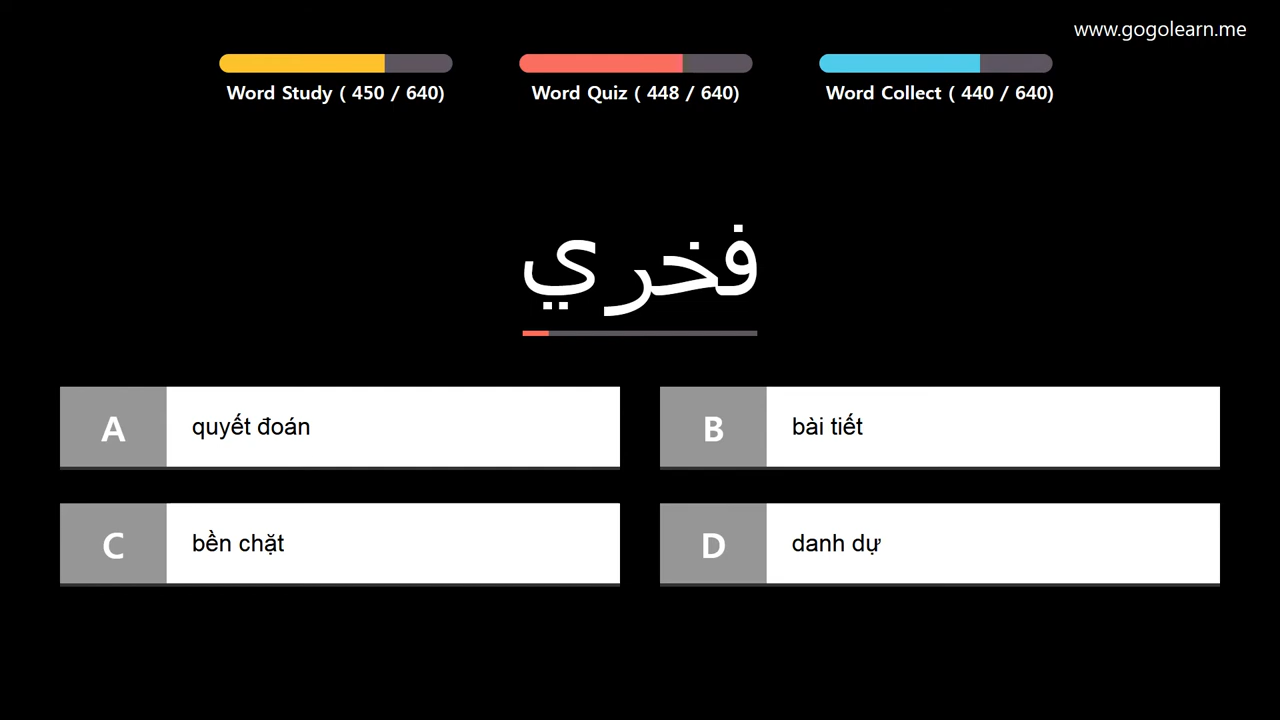 www.gogolearn.me
Word Study ( 450 / 640)
Word Quiz ( 448 / 640)
Word Collect ( 440 / 640)
فخري
A
quyết đoán
B
bài tiết
C
bền chặt
D
danh dự